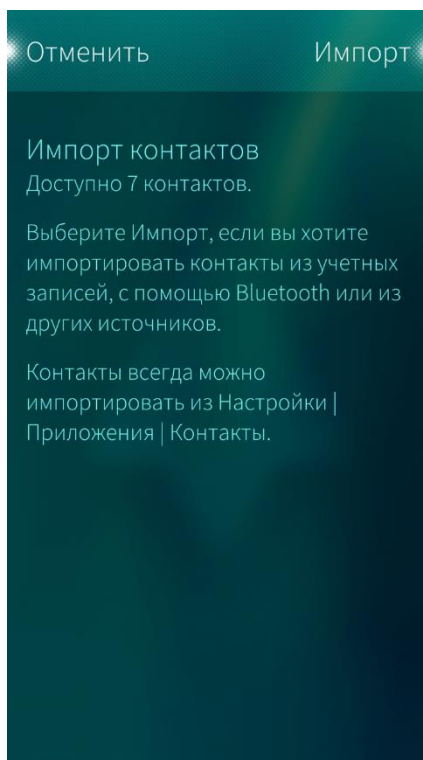 Отменить Импорт
Импорт контактов
Доступно 7 контактов.
Выберите Импорт, если вы хотите
импортировать контакты из учетных
записей, с помощью Bluetooth или из
других источников.
Контакты всегда можно
импортировать из Настройки |
Приложения | Контакты.